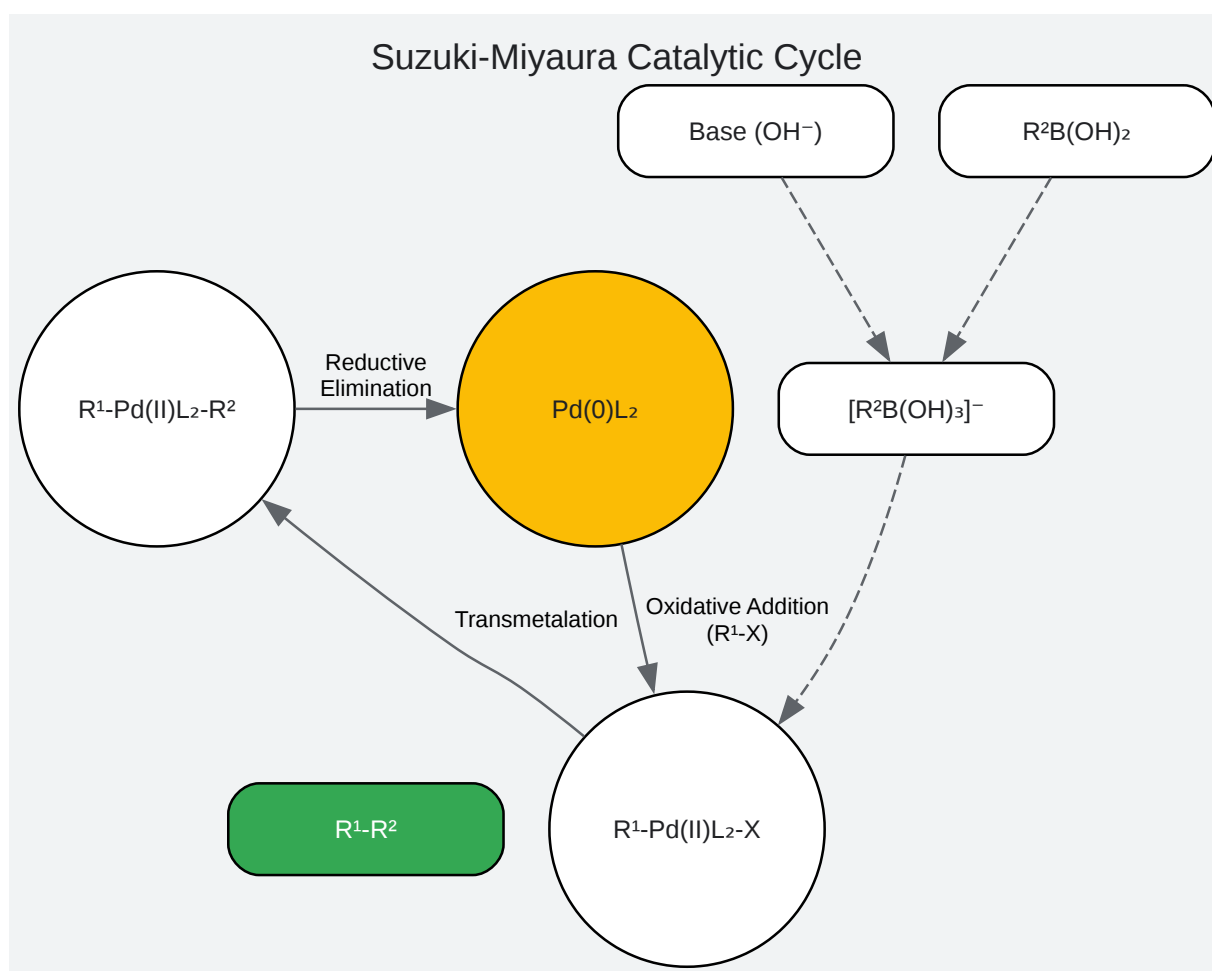 Suzuki-Miyaura Catalytic Cycle
Base (OH⁻)
R²B(OH)₂
Reductive
Elimination
R¹-Pd(II)L₂-R²
Pd(0)L₂
[R²B(OH)₃]⁻
Transmetalation
Oxidative Addition
(R¹-X)
R¹-R²
R¹-Pd(II)L₂-X